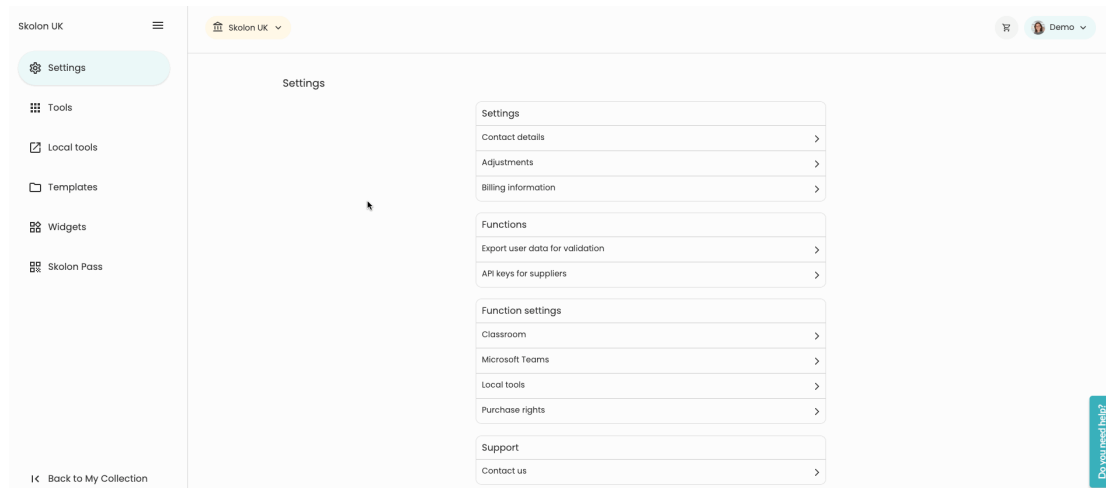 Skolon UK
Settings
Tools
Local tools
Templates
Widgets
Skolon Pass
Back to My Collection
Skolon UK
Demo
Settings
Settings
Contact details
Adjustments
Billing information
Functions
Export user data for validation
API keys for suppliers
Function settings
Classroom
Microsoft Teams
Local tools
Purchase rights
Support
Contact us
Do you need help?